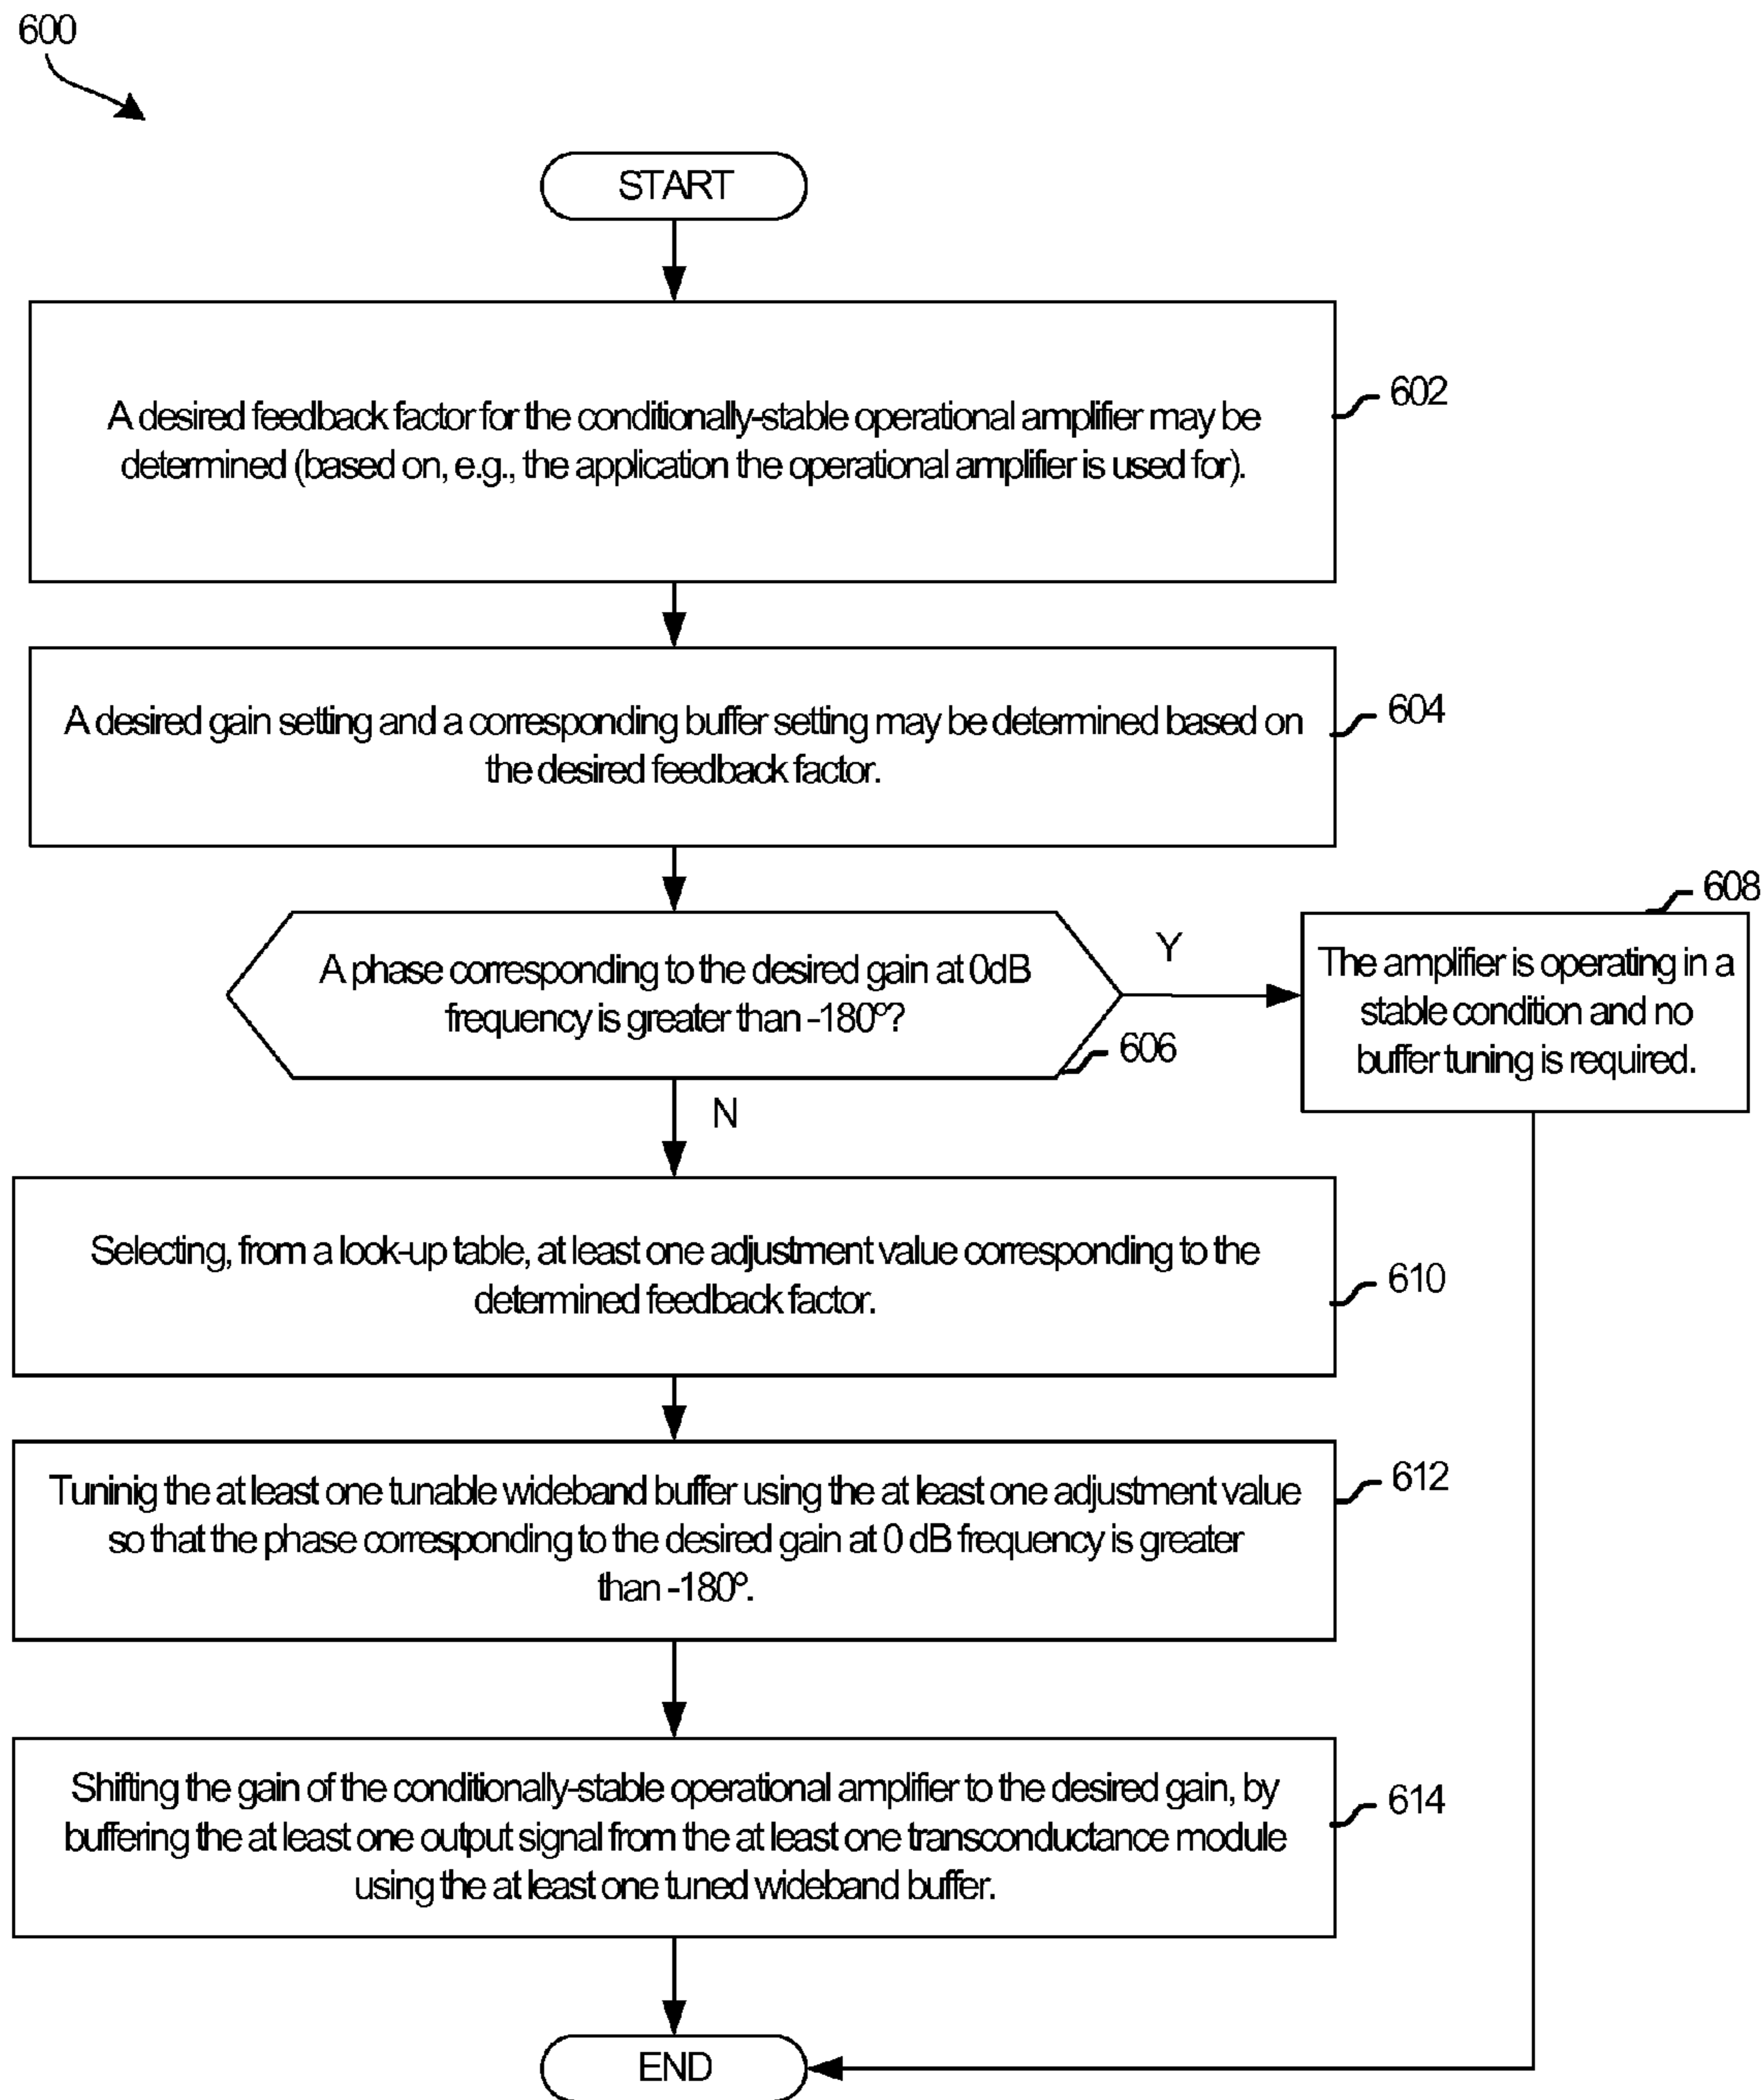 600
START
A desired feedback factor for the conditionally-stable operational amplifier may be
determined (based on, e.g., the application the operational amplifier is used for).
602
A desired gain setting and a corresponding buffer setting may be determined based on
the desired feedback factor.
604
A phase corresponding to the desired gain at 0dB
frequency is greater than -180º?
606
Y
608
The amplifier is operating in a
stable condition and no
buffer tuning is required.
N
Selecting, from a look-up table, at least one adjustment value corresponding to the
determined feedback factor.
610
Tuninig the at least one tunable wideband buffer using the at least one adjustment value
so that the phase corresponding to the desired gain at 0 dB frequency is greater
than -180º.
612
Shifting the gain of the conditionally-stable operational amplifier to the desired gain, by
buffering the at least one output signal from the at least one transconductance module
using the at least one tuned wideband buffer.
614
END